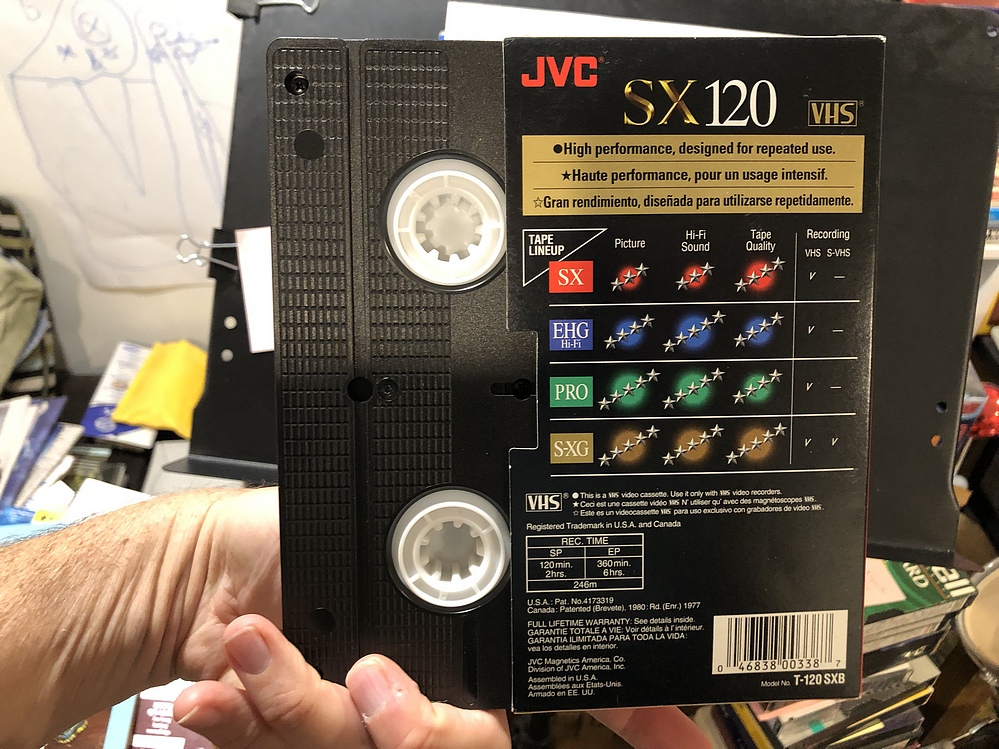 JVC
SX 120
VHS
●High performance, designed for repeated use.
★Haute performance, pour un usage intensif.
☆Gran rendimiento, diseñada para utilizarse repetidamente.
TAPE LINEUP
Picture
Hi-Fi Sound
Tape Quality
Recording
VHS S-VHS
SX
EHG
Hi-Fi
PRO
S-XG
VHS
●This is a VHS video cassette. Use it only with VHS video recorders.
★Ceci est une cassette vidéo VHS N' utiliser qu' avec des magnétoscopes VHS.
☆Este es un videocassette VHS para uso exclusivo con grabadores de video VHS.
Registered Trademark in U.S.A. and Canada
REC. TIME
SP EP
120min. 360min.
2hrs. 6hrs.
246m
U.S.A.: Pat. No.4173319
Canada: Patented (Brevete), 1980: Rd. (Enr.) 1977
FULL LIFETIME WARRANTY: See details inside.
GARANTIE TOTALE A VIE: Voir détails à l'intérieur.
GARANTIA ILIMITADA PARA TODA LA VIDA:
vea los detalles en interior.
JVC Magnetics America, Co.
Division of JVC America, Inc.
Assembled in U.S.A.
Assemblées aux Etats-Unis.
Armado en EE. UU.
0 46838 00338 7
Model No. T-120 SXB